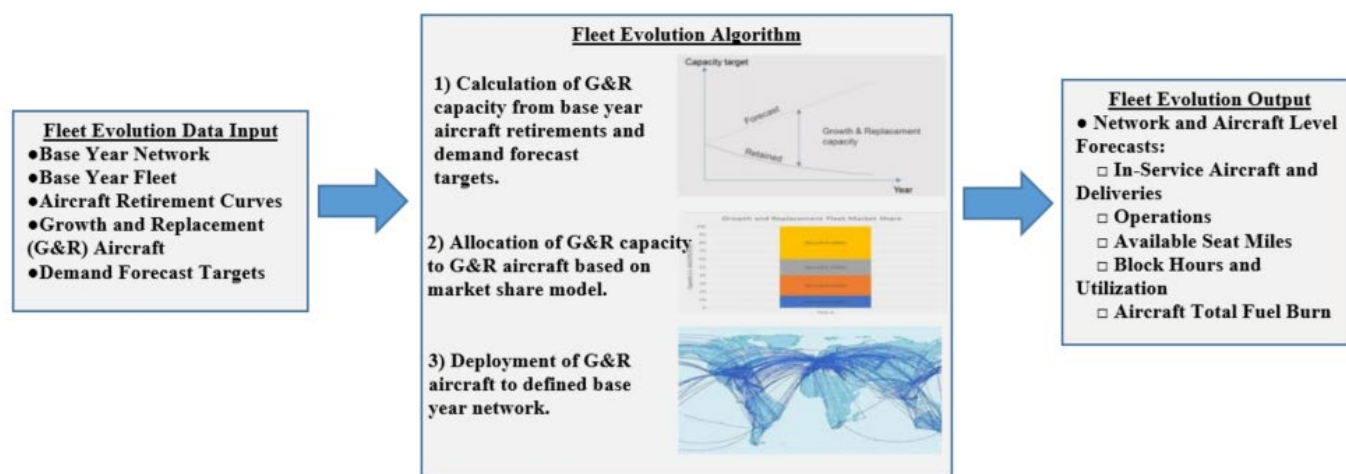 Fleet Evolution Data Input
●Base Year Network
●Base Year Fleet
●Aircraft Retirement Curves
●Growth and Replacement
(G&R) Aircraft
●Demand Forecast Targets
Fleet Evolution Algorithm
1) Calculation of G&R
capacity from base year
aircraft retirements and
demand forecast
targets.
Capacity target
Forecast
Growth & Replacement
capacity
Retained
Year
2) Allocation of G&R capacity
to G&R aircraft based on
market share model.
Growth and Replacement Fleet Market Share
3) Deployment of G&R
aircraft to defined base
year network.
Fleet Evolution Output
● Network and Aircraft Level
Forecasts:
□ In-Service Aircraft and
Deliveries
□ Operations
□ Available Seat Miles
□ Block Hours and
Utilization
□ Aircraft Total Fuel Burn